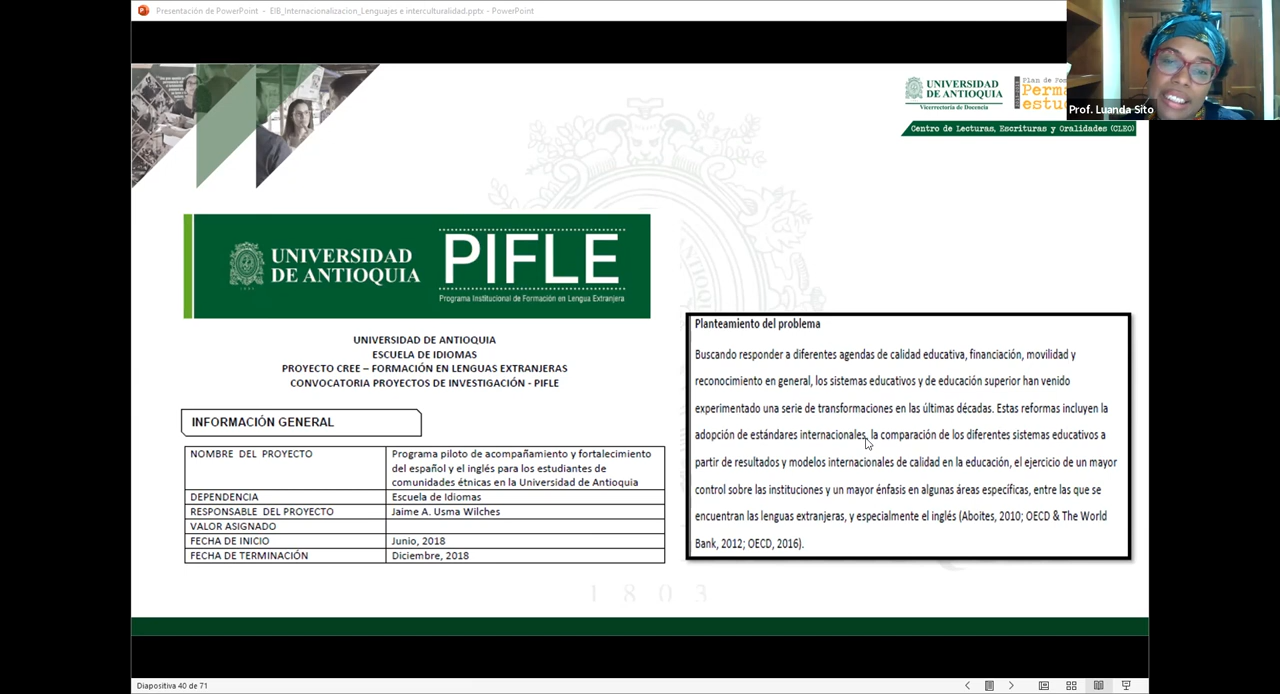 Presentación de PowerPoint - EIB_Internacionalizacion_Lenguajes e interculturalidad.pptx - PowerPoint
UNIVERSIDAD
DE ANTIOQUIA
Vicerrectoría de Docencia
Plan de
Perma
estu
Prof. Luanda Sito
Centro de Lecturas, Escrituras y Oralidades (CLEO)
UNIVERSIDAD
DE ANTIOQUIA
PIFLE
Programa Institucional de Formación en Lengua Extranjera
UNIVERSIDAD DE ANTIOQUIA
ESCUELA DE IDIOMAS
PROYECTO CREE – FORMACIÓN EN LENGUAS EXTRANJERAS
CONVOCATORIA PROYECTOS DE INVESTIGACIÓN - PIFLE
INFORMACIÓN GENERAL
NOMBRE DEL PROYECTO Programa piloto de acompañamiento y fortalecimiento
del español y el inglés para los estudiantes de
comunidades étnicas en la Universidad de Antioquia
DEPENDENCIA Escuela de Idiomas
RESPONSABLE DEL PROYECTO Jaime A. Usma Wilches
VALOR ASIGNADO
FECHA DE INICIO Junio, 2018
FECHA DE TERMINACIÓN Diciembre, 2018
Planteamiento del problema
Buscando responder a diferentes agendas de calidad educativa, financiación, movilidad y
reconocimiento en general, los sistemas educativos y de educación superior han venido
experimentado una serie de transformaciones en las últimas décadas. Estas reformas incluyen la
adopción de estándares internacionales, la comparación de los diferentes sistemas educativos a
partir de resultados y modelos internacionales de calidad en la educación, el ejercicio de un mayor
control sobre las instituciones y un mayor énfasis en algunas áreas específicas, entre las que se
encuentran las lenguas extranjeras, y especialmente el inglés (Aboites, 2010; OECD & The World
Bank, 2012; OECD, 2016).
1 8 0 3
Diapositiva 40 de 71